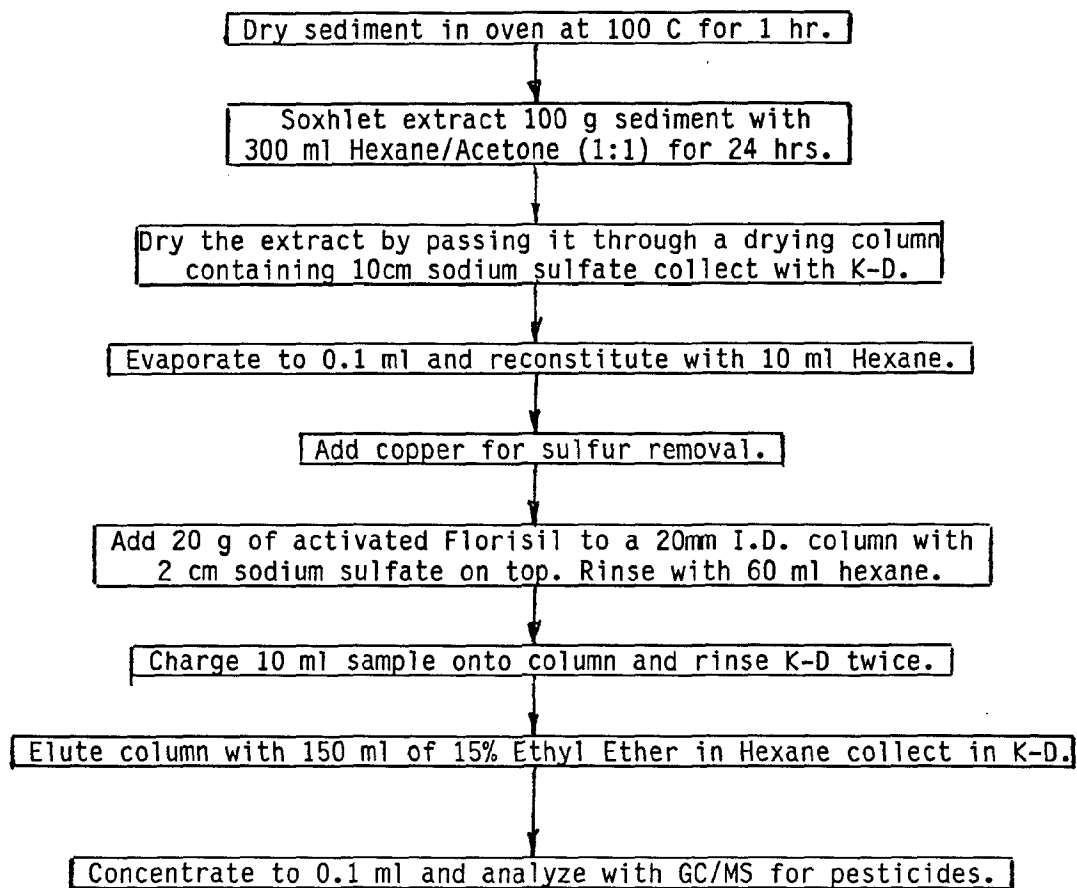 Dry sediment in oven at 100 C for 1 hr.
Soxhlet extract 100 g sediment with
300 ml Hexane/Acetone (1:1) for 24 hrs.
Dry the extract by passing it through a drying column
containing 10cm sodium sulfate collect with K-D.
Evaporate to 0.1 ml and reconstitute with 10 ml Hexane.
Add copper for sulfur removal.
Add 20 g of activated Florisil to a 20mm I.D. column with
2 cm sodium sulfate on top. Rinse with 60 ml hexane.
Charge 10 ml sample onto column and rinse K-D twice.
Elute column with 150 ml of 15% Ethyl Ether in Hexane collect in K-D.
Concentrate to 0.1 ml and analyze with GC/MS for pesticides.